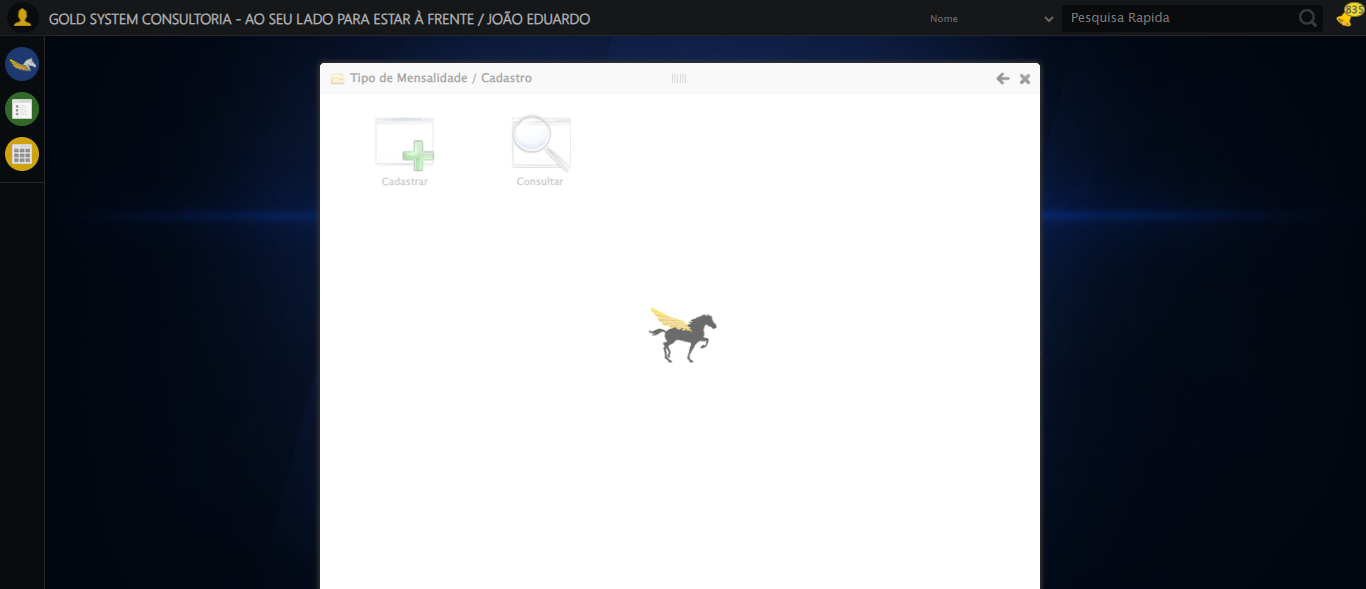 GOLD SYSTEM CONSULTORIA - AO SEU LADO PARA ESTAR À FRENTE / JOÃO EDUARDO
Nome
Pesquisa Rapida
835
Tipo de Mensalidade / Cadastro
Cadastrar
Consultar